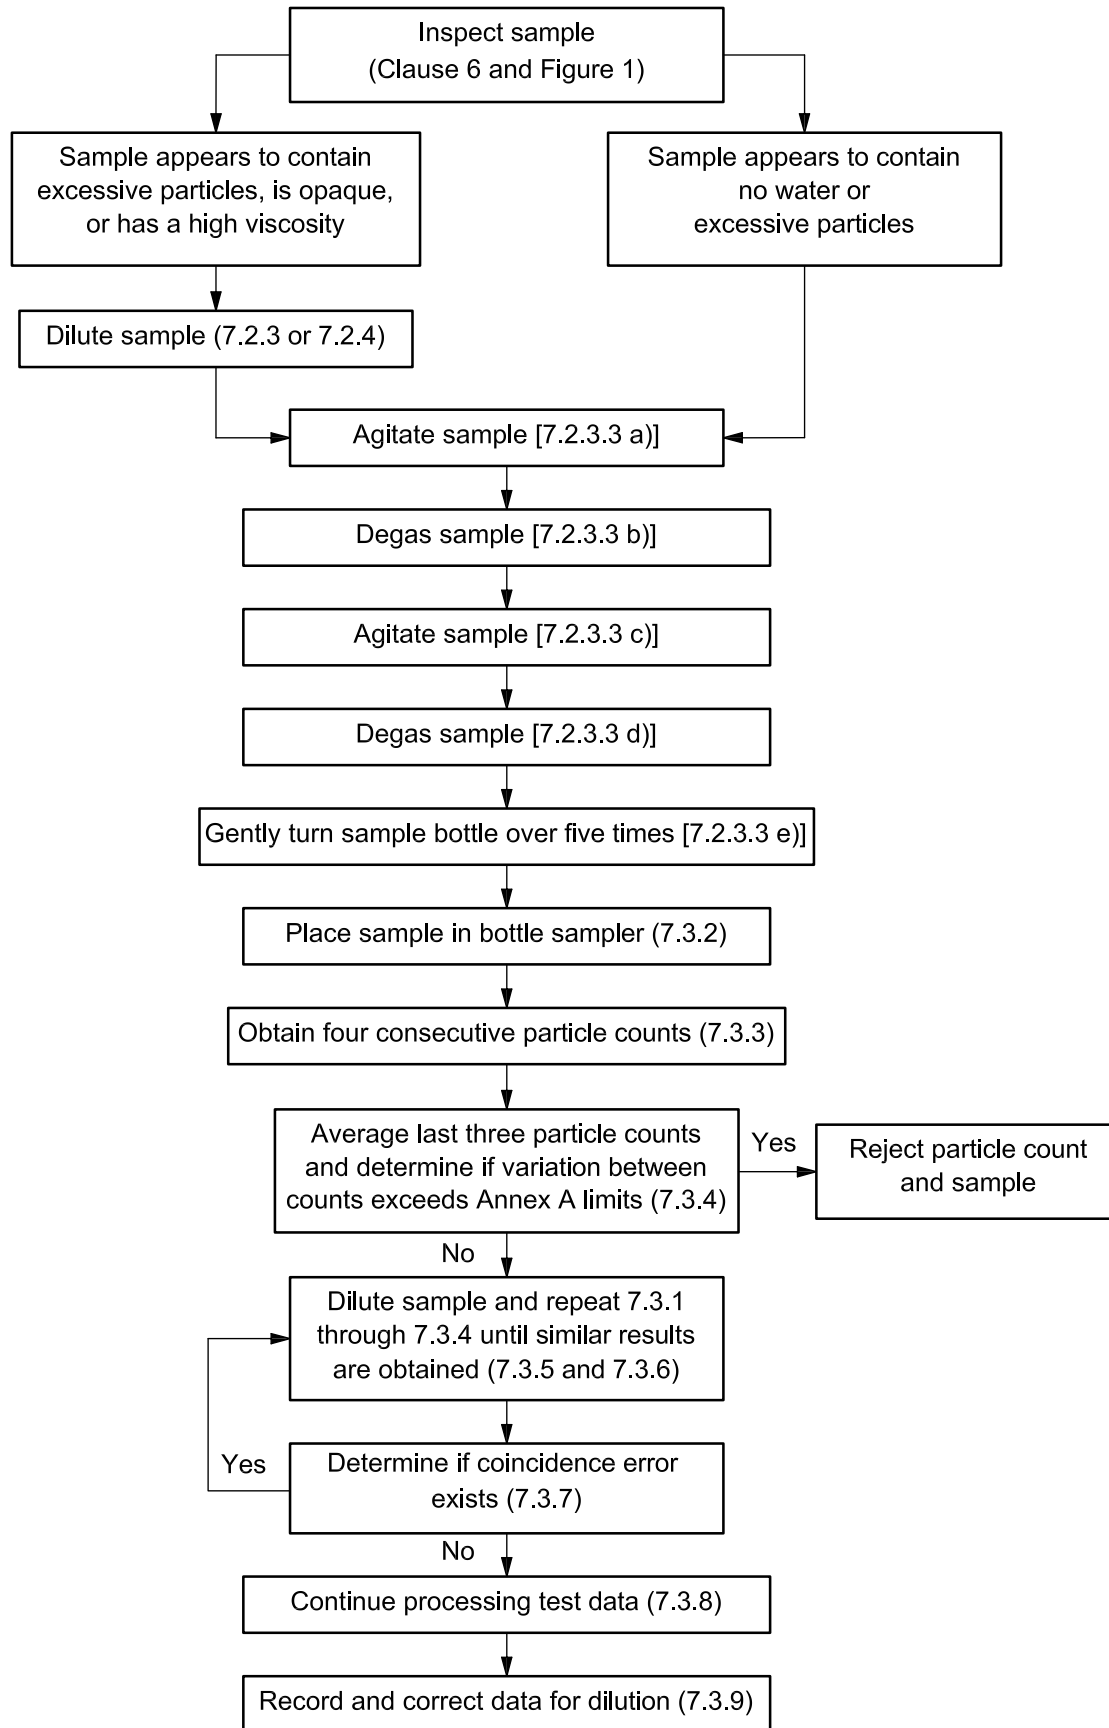 Inspect sample
(Clause 6 and Figure 1)
Sample appears to contain
excessive particles, is opaque,
or has a high viscosity
Sample appears to contain
no water or
excessive particles
Dilute sample (7.2.3 or 7.2.4)
Agitate sample [7.2.3.3 a)]
Degas sample [7.2.3.3 b)]
Agitate sample [7.2.3.3 c)]
Degas sample [7.2.3.3 d)]
Gently turn sample bottle over five times [7.2.3.3 e)]
Place sample in bottle sampler (7.3.2)
Obtain four consecutive particle counts (7.3.3)
Average last three particle counts
and determine if variation between
counts exceeds Annex A limits (7.3.4)
Yes
Reject particle count
and sample
No
Dilute sample and repeat 7.3.1
through 7.3.4 until similar results
are obtained (7.3.5 and 7.3.6)
Yes
Determine if coincidence error
exists (7.3.7)
No
Continue processing test data (7.3.8)
Record and correct data for dilution (7.3.9)